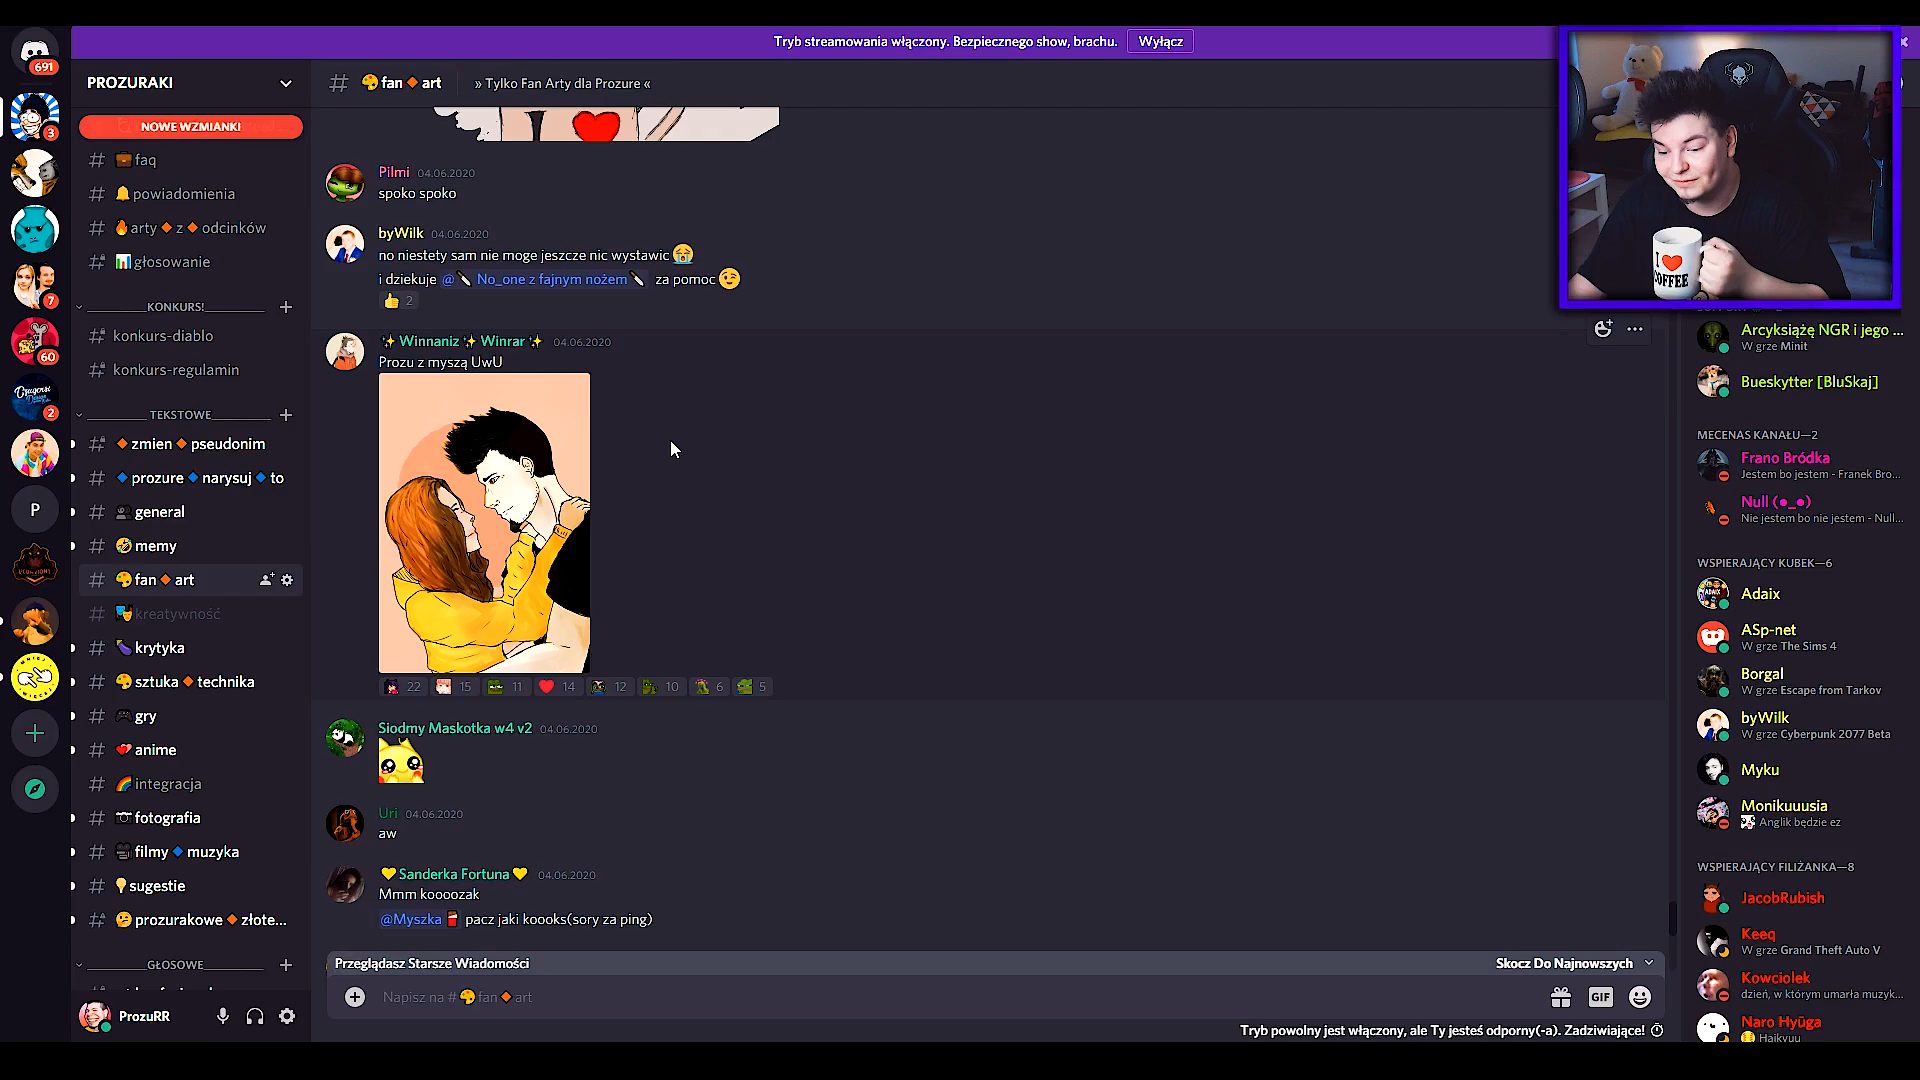 Tryb streamowania włączony. Bezpiecznego show, brachu. Wyłącz
691
3
7
60
2
P
PROZURAKI
NOWE WZMIANKI
faq
powiadomienia
arty z odcinków
głosowanie
KONKURS!
konkurs-diablo
konkurs-regulamin
TEKSTOWE
zmien pseudonim
prozure narysuj to
general
memy
fan art
kreatywność
krytyka
sztuka technika
gry
anime
integracja
fotografia
filmy muzyka
sugestie
prozurakowe złote...
GŁOSOWE
ProzuRR
fan art » Tylko Fan Arty dla Prozure «
Pilmi 04.06.2020
spoko spoko
byWilk 04.06.2020
no niestety sam nie moge jeszcze nic wystawic
i dziekuje @ No_one z fajnym nożem za pomoc
2
Winnaniz Winrar 04.06.2020
Prozu z myszą UwU
22 15 11 14 12 10 6 5
Siodmy Maskotka w4 v2 04.06.2020
Uri 04.06.2020
aw
Sanderka Fortuna 04.06.2020
Mmm koooozak
@Myszka pacz jaki koooks(sory za ping)
Przeglądasz Starsze Wiadomości Skocz Do Najnowszych
Napisz na # fan art
GIF
Tryb powolny jest włączony, ale Ty jesteś odporny(-a). Zadziwiające!
I
COFFEE
Arcyksiążę NGR i jego ...
W grze Minit
Bueskytter [BluSkaj]
MECENAS KANAŁU—2
Frano Bródka
Jestem bo jestem - Franek Bro...
Null (●_●)
Nie jestem bo nie jestem - Null...
WSPIERAJĄCY KUBEK—6
Adaix
ASp-net
W grze The Sims 4
Borgal
W grze Escape from Tarkov
byWilk
W grze Cyberpunk 2077 Beta
Myku
Monikuuusia
Anglik będzie ez
WSPIERAJĄCY FILIŻANKA—8
JacobRubish
Keeq
W grze Grand Theft Auto V
Kowciolek
dzień, w którym umarła muzyk...
Naro Hyūga
Haikyuu